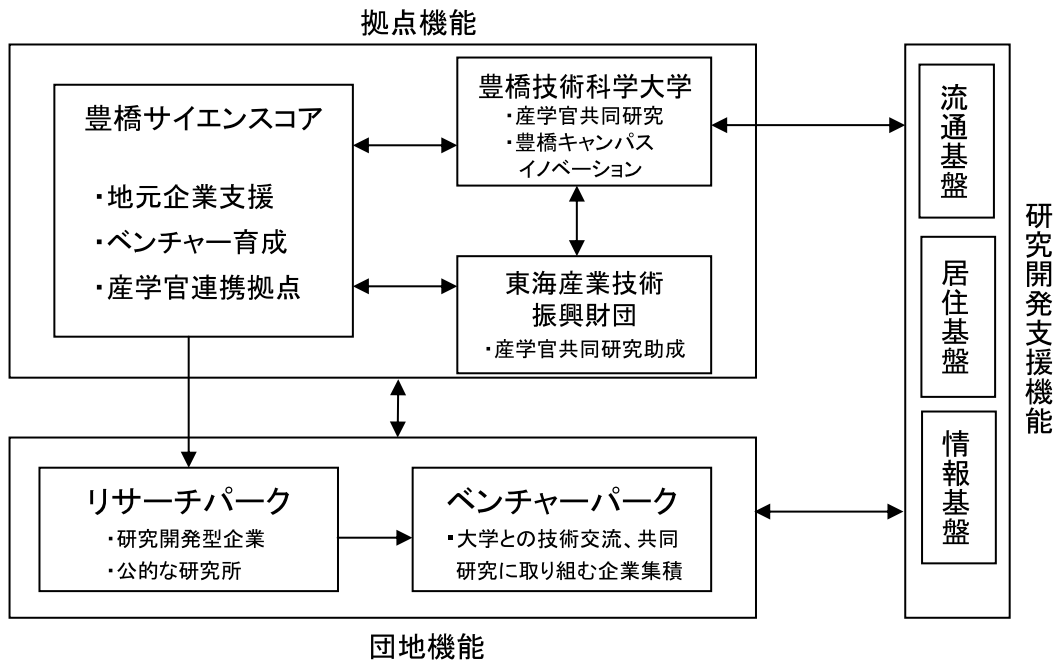 拠点機能
豊橋サイエンスコア
・地元企業支援
・ベンチャー育成
・産学官連携拠点
豊橋技術科学大学
・産学官共同研究
・豊橋キャンパス
イノベーション
東海産業技術
振興財団
・産学官共同研究助成
リサーチパーク
・研究開発型企業
・公的な研究所
ベンチャーパーク
・大学との技術交流、共同
研究に取り組む企業集積
団地機能
流通基盤
居住基盤
情報基盤
研究開発支援機能